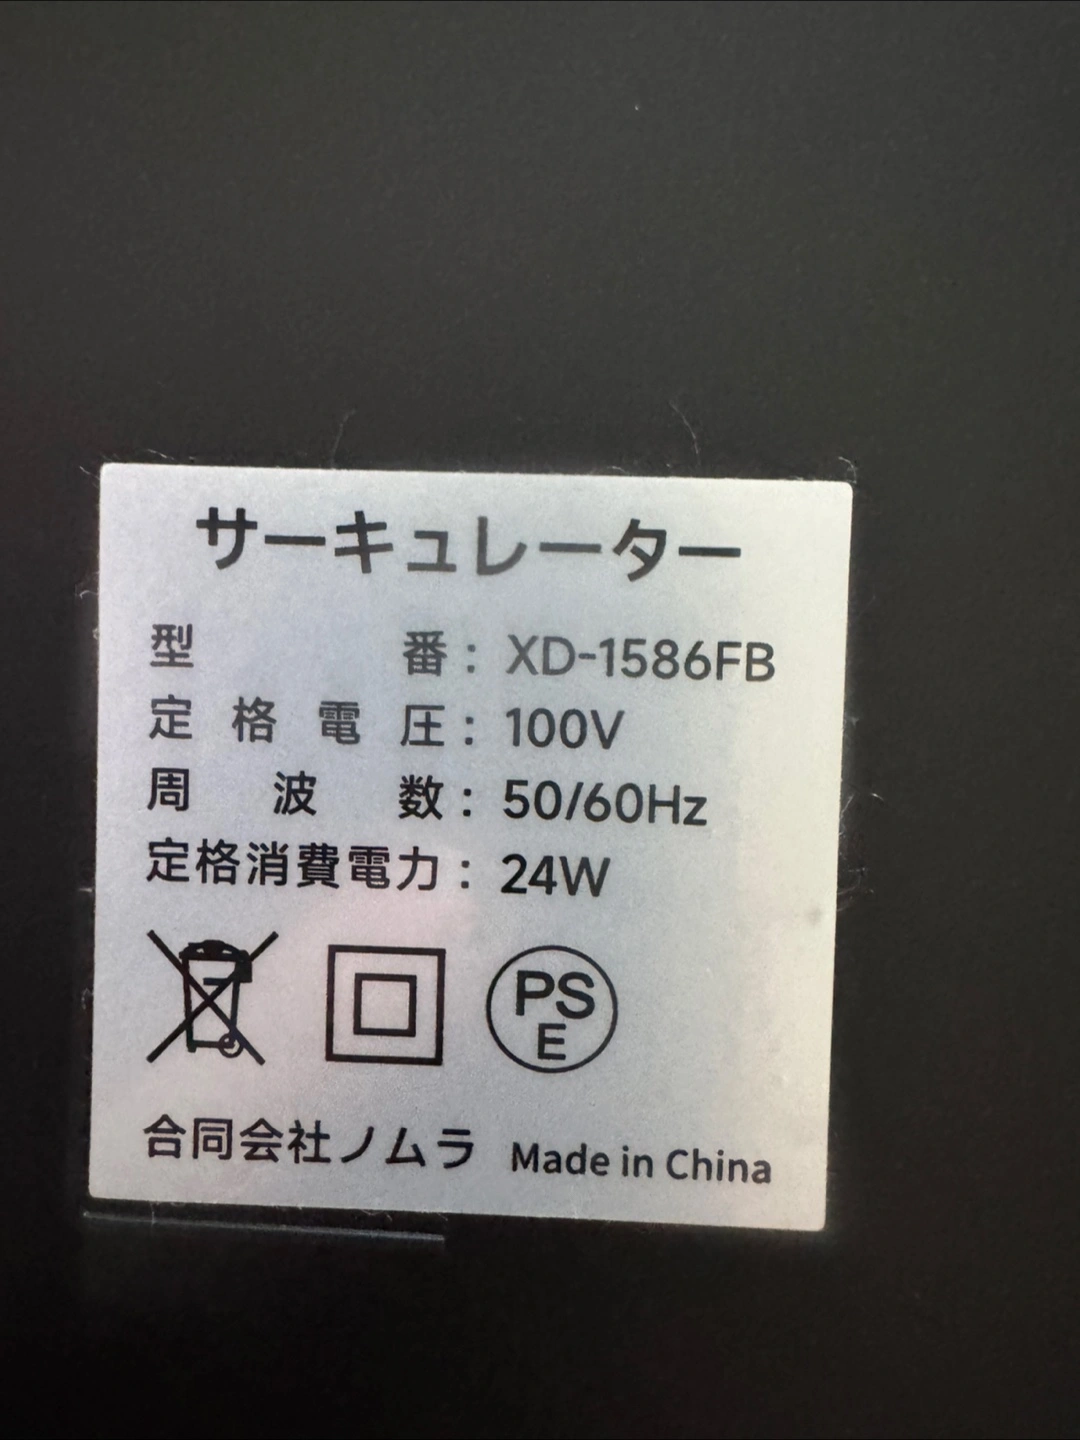 サーキュレーター
型番：XD-1586FB
定格電圧：100V
周波数：50/60Hz
定格消費電力：24W
PS
E
合同会社ノムラ Made in China